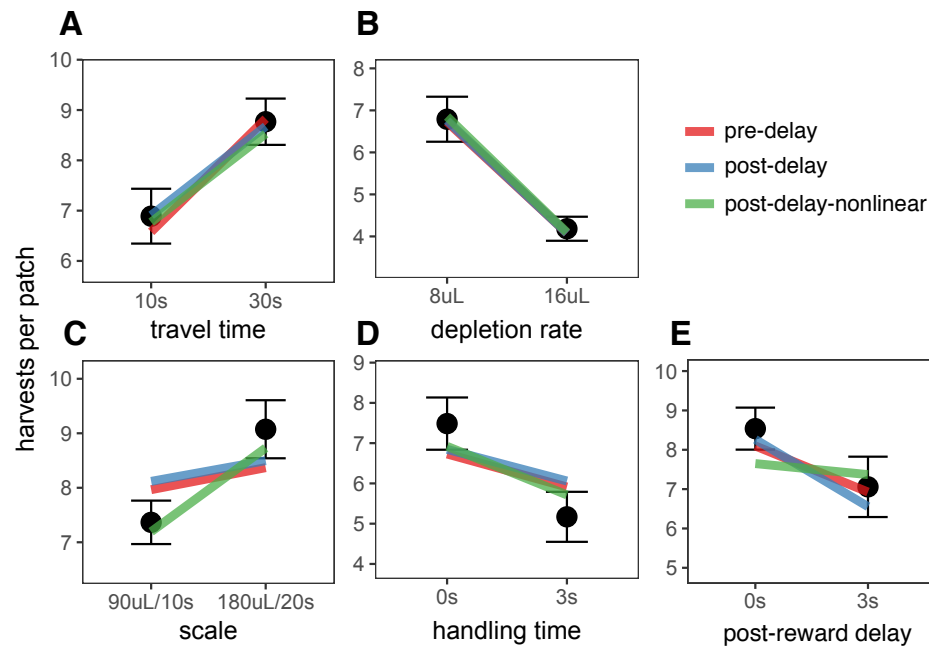 A
10
9
8
7
6
10s
30s
travel time
B
8
7
6
5
4
8uL
16uL
depletion rate
pre-delay
post-delay
post-delay-nonlinear
harvests per patch
C
10
9
8
7
90uL/10s
180uL/20s
scale
D
9
8
7
6
5
4
0s
3s
handling time
E
10
9
8
7
6
5
0s
3s
post-reward delay